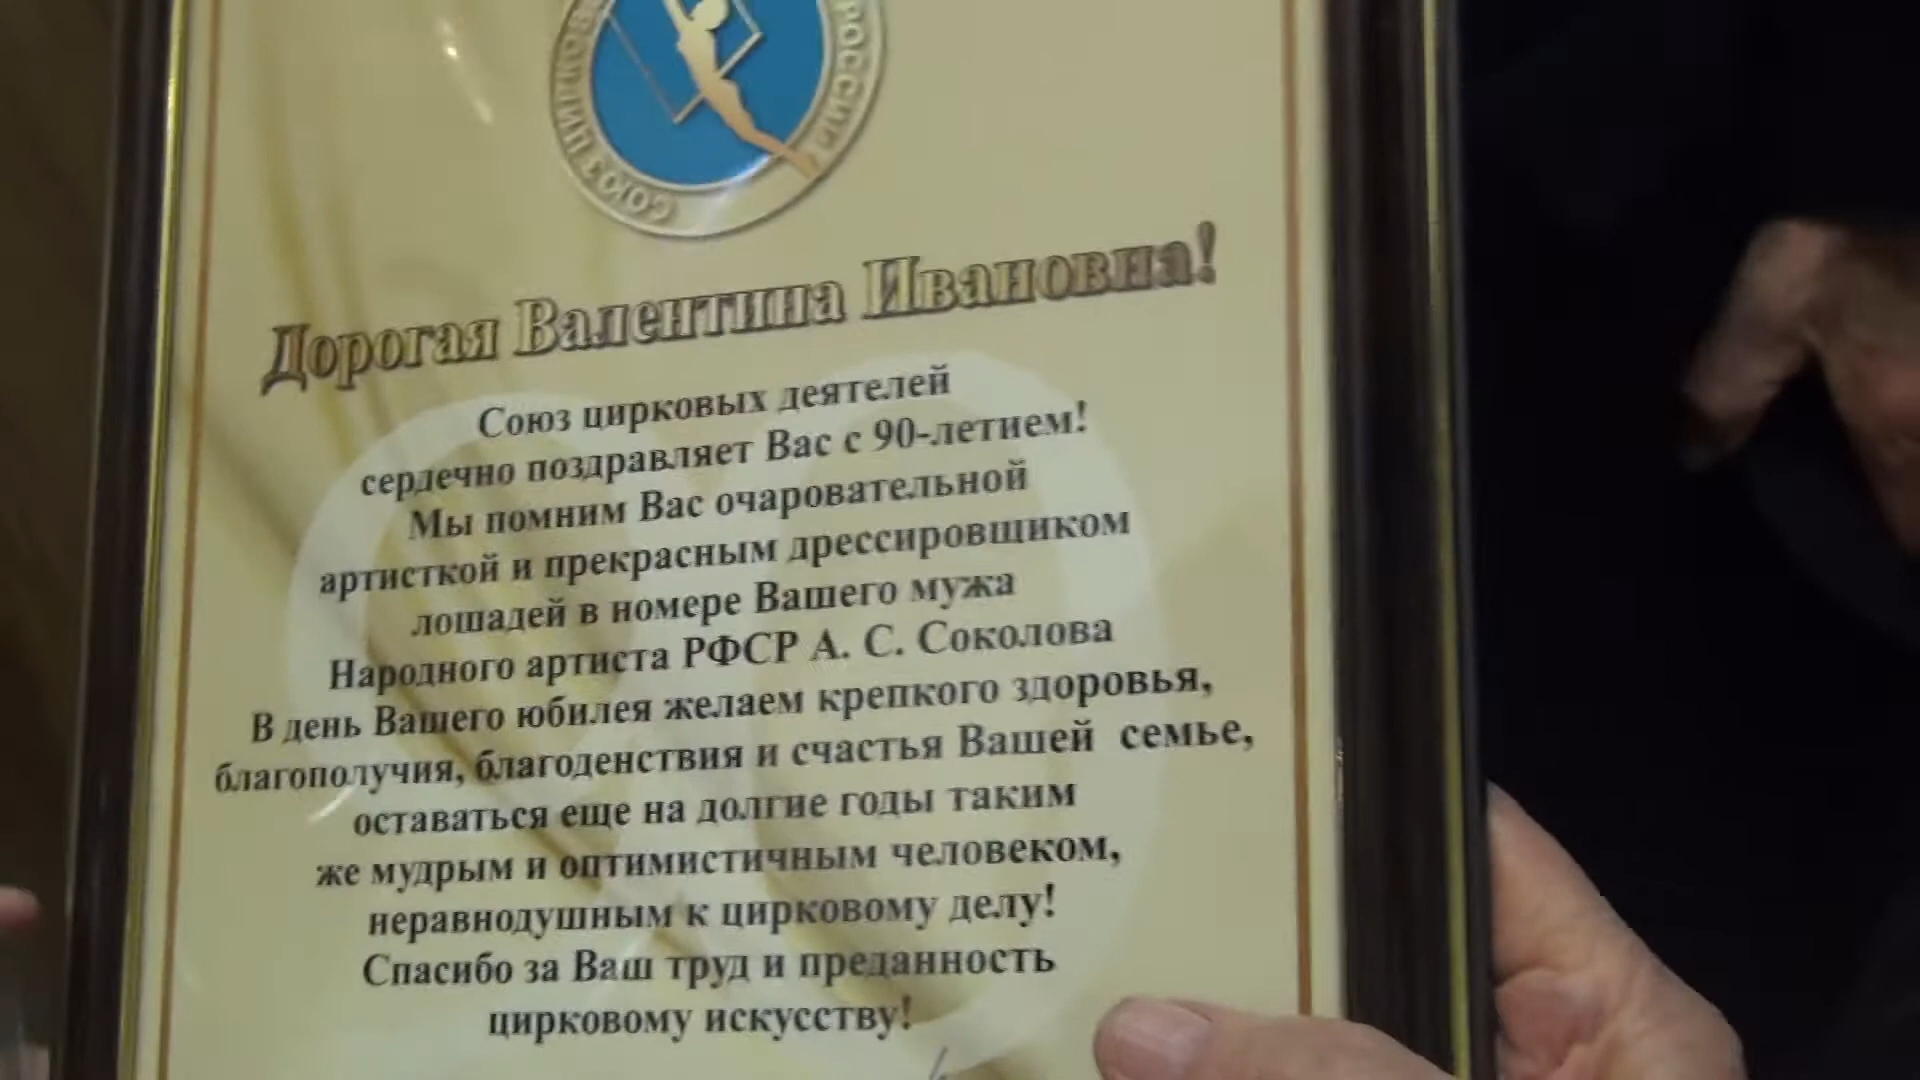 СОЮЗ ЦИРКОВ РОССИИ
Дорогая Валентина Ивановна!
Союз цирковых деятелей
сердечно поздравляет Вас с 90-летием!
Мы помним Вас очаровательной
артисткой и прекрасным дрессировщиком
лошадей в номере Вашего мужа
Народного артиста РФСР А. С. Соколова
В день Вашего юбилея желаем крепкого здоровья,
благополучия, благоденствия и счастья Вашей семье,
оставаться еще на долгие годы таким
же мудрым и оптимистичным человеком,
неравнодушным к цирковому делу!
Спасибо за Ваш труд и преданность
цирковому искусству!